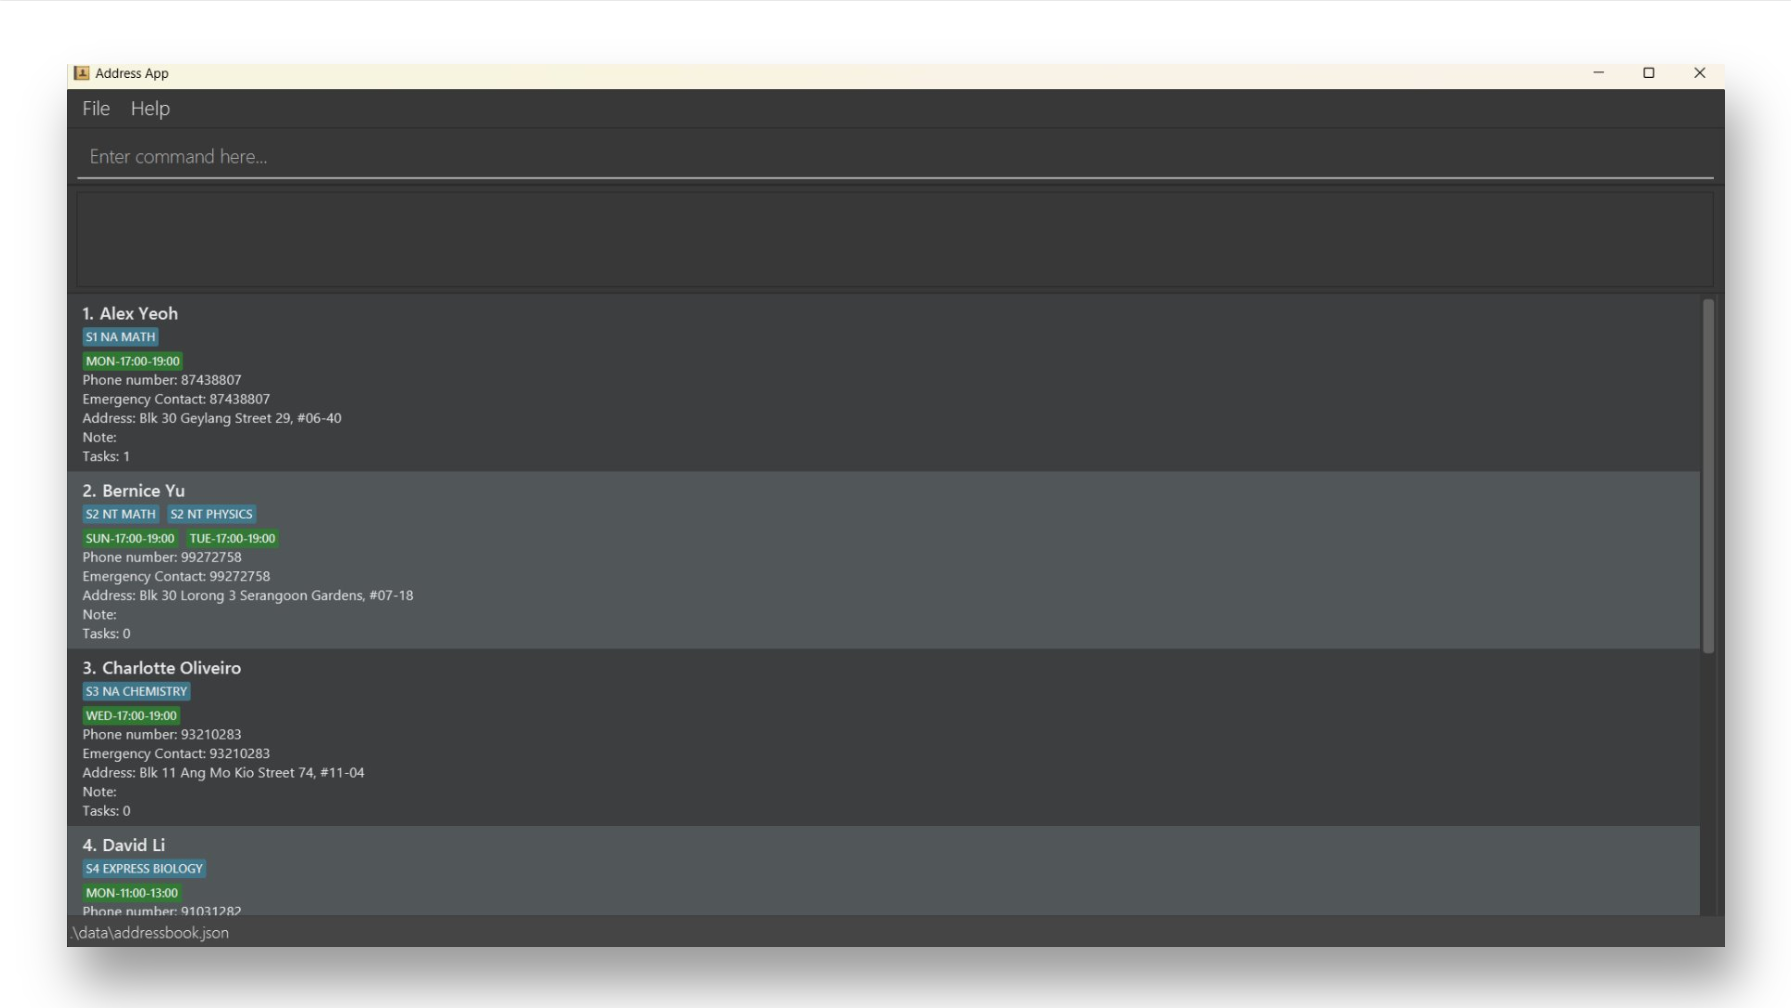 Address App
File Help
Enter command here...
1. Alex Yeoh
S1 NA MATH
MON-17:00-19:00
Phone number: 87438807
Emergency Contact: 87438807
Address: Blk 30 Geylang Street 29, #06-40
Note:
Tasks: 1
2. Bernice Yu
S2 NT MATH S2 NT PHYSICS
SUN-17:00-19:00 TUE-17:00-19:00
Phone number: 99272758
Emergency Contact: 99272758
Address: Blk 30 Lorong 3 Serangoon Gardens, #07-18
Note:
Tasks: 0
3. Charlotte Oliveiro
S3 NA CHEMISTRY
WED-17:00-19:00
Phone number: 93210283
Emergency Contact: 93210283
Address: Blk 11 Ang Mo Kio Street 74, #11-04
Note:
Tasks: 0
4. David Li
S4 EXPRESS BIOLOGY
MON-11:00-13:00
Phone number: 91031282
.\data\addressbook.json